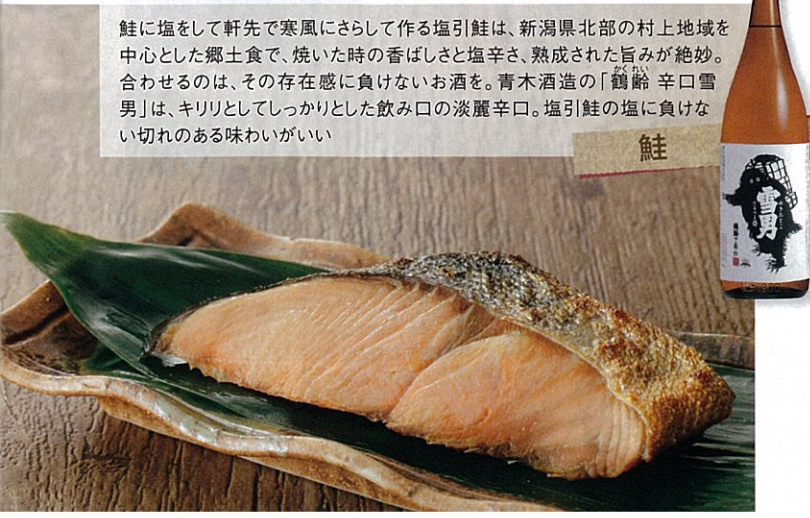 鮭に塩をして軒先で寒風にさらして作る塩引鮭は、新潟県北部の村上地域を
中心とした郷土食で、焼いた時の香ばしさと塩辛さ、熟成された旨みが絶妙。
合わせるのは、その存在感に負けないお酒を。青木酒造の「鶴齢 辛口雪
かくれい
男」は、キリリとしてしっかりとした飲み口の淡麗辛口。塩引鮭の塩に負けな
い切れのある味わいがいい
鮭
雪男